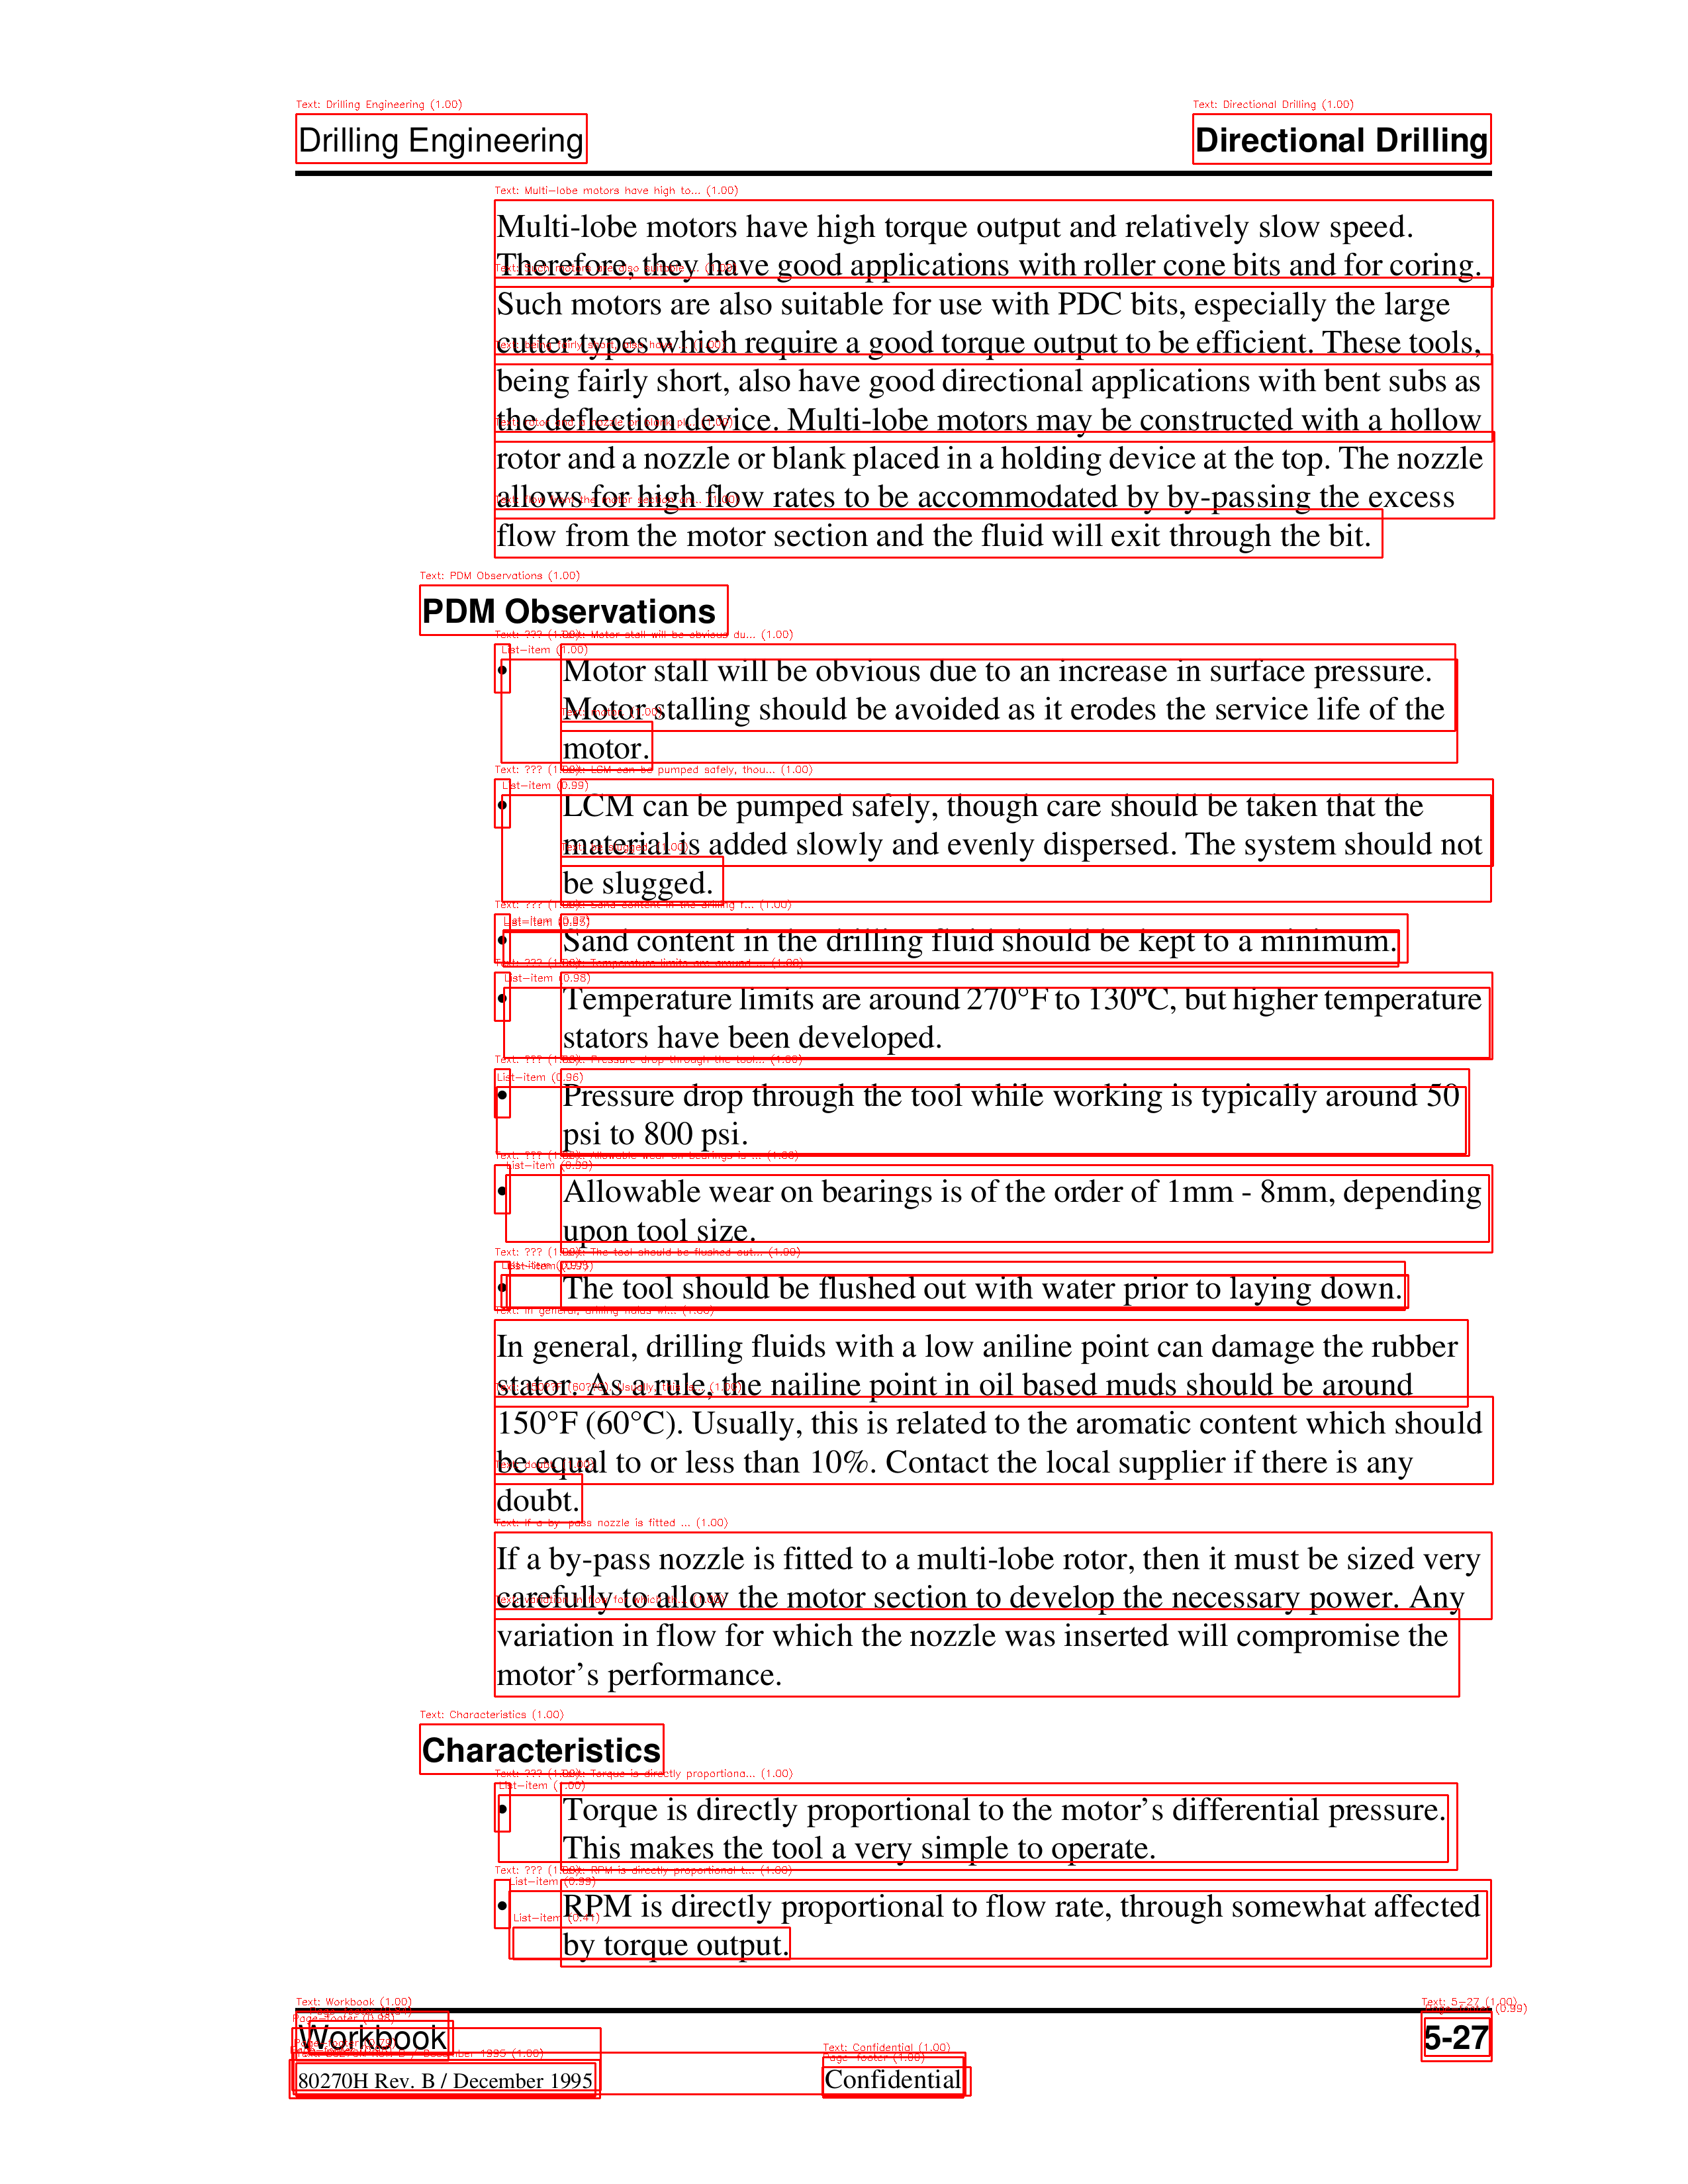 Drilling Engineering
Directional Drilling
Multi-lobe motors have high torque output and relatively slow speed.
Therefore, they have good applications with roller cone bits and for coring.
Such motors are also suitable for use with PDC bits, especially the large
cutter types which require a good torque output to be efficient. These tools,
being fairly short, also have good directional applications with bent subs as
the deflection device. Multi-lobe motors may be constructed with a hollow
rotor and a nozzle or blank placed in a holding device at the top. The nozzle
allows for high flow rates to be accommodated by by-passing the excess
flow from the motor section and the fluid will exit through the bit.
PDM Observations
• Motor stall will be obvious due to an increase in surface pressure.
Motor stalling should be avoided as it erodes the service life of the
motor.
• LCM can be pumped safely, though care should be taken that the
material is added slowly and evenly dispersed. The system should not
be slugged.
• Sand content in the drilling fluid should be kept to a minimum.
• Temperature limits are around 270°F to 130ºC, but higher temperature
stators have been developed.
• Pressure drop through the tool while working is typically around 50
psi to 800 psi.
• Allowable wear on bearings is of the order of 1mm - 8mm, depending
upon tool size.
• The tool should be flushed out with water prior to laying down.
In general, drilling fluids with a low aniline point can damage the rubber
stator. As a rule, the nailine point in oil based muds should be around
150°F (60°C). Usually, this is related to the aromatic content which should
be equal to or less than 10%. Contact the local supplier if there is any
doubt.
If a by-pass nozzle is fitted to a multi-lobe rotor, then it must be sized very
carefully to allow the motor section to develop the necessary power. Any
variation in flow for which the nozzle was inserted will compromise the
motor’s performance.
Characteristics
• Torque is directly proportional to the motor’s differential pressure.
This makes the tool a very simple to operate.
• RPM is directly proportional to flow rate, through somewhat affected
by torque output.
Workbook
5-27
80270H Rev. B / December 1995
Confidential